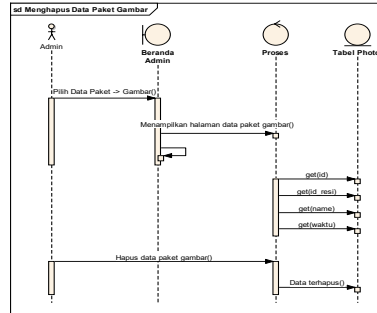 sd Menghapus Data Paket Gambar
Admin
Beranda
Admin
Proses
Tabel Photo
Pilih Data Paket -> Gambar()
Menampilkan halaman data paket gambar()
get(id)
get(id_resi)
get(name)
get(waktu)
Hapus data paket gambar()
Data terhapus()